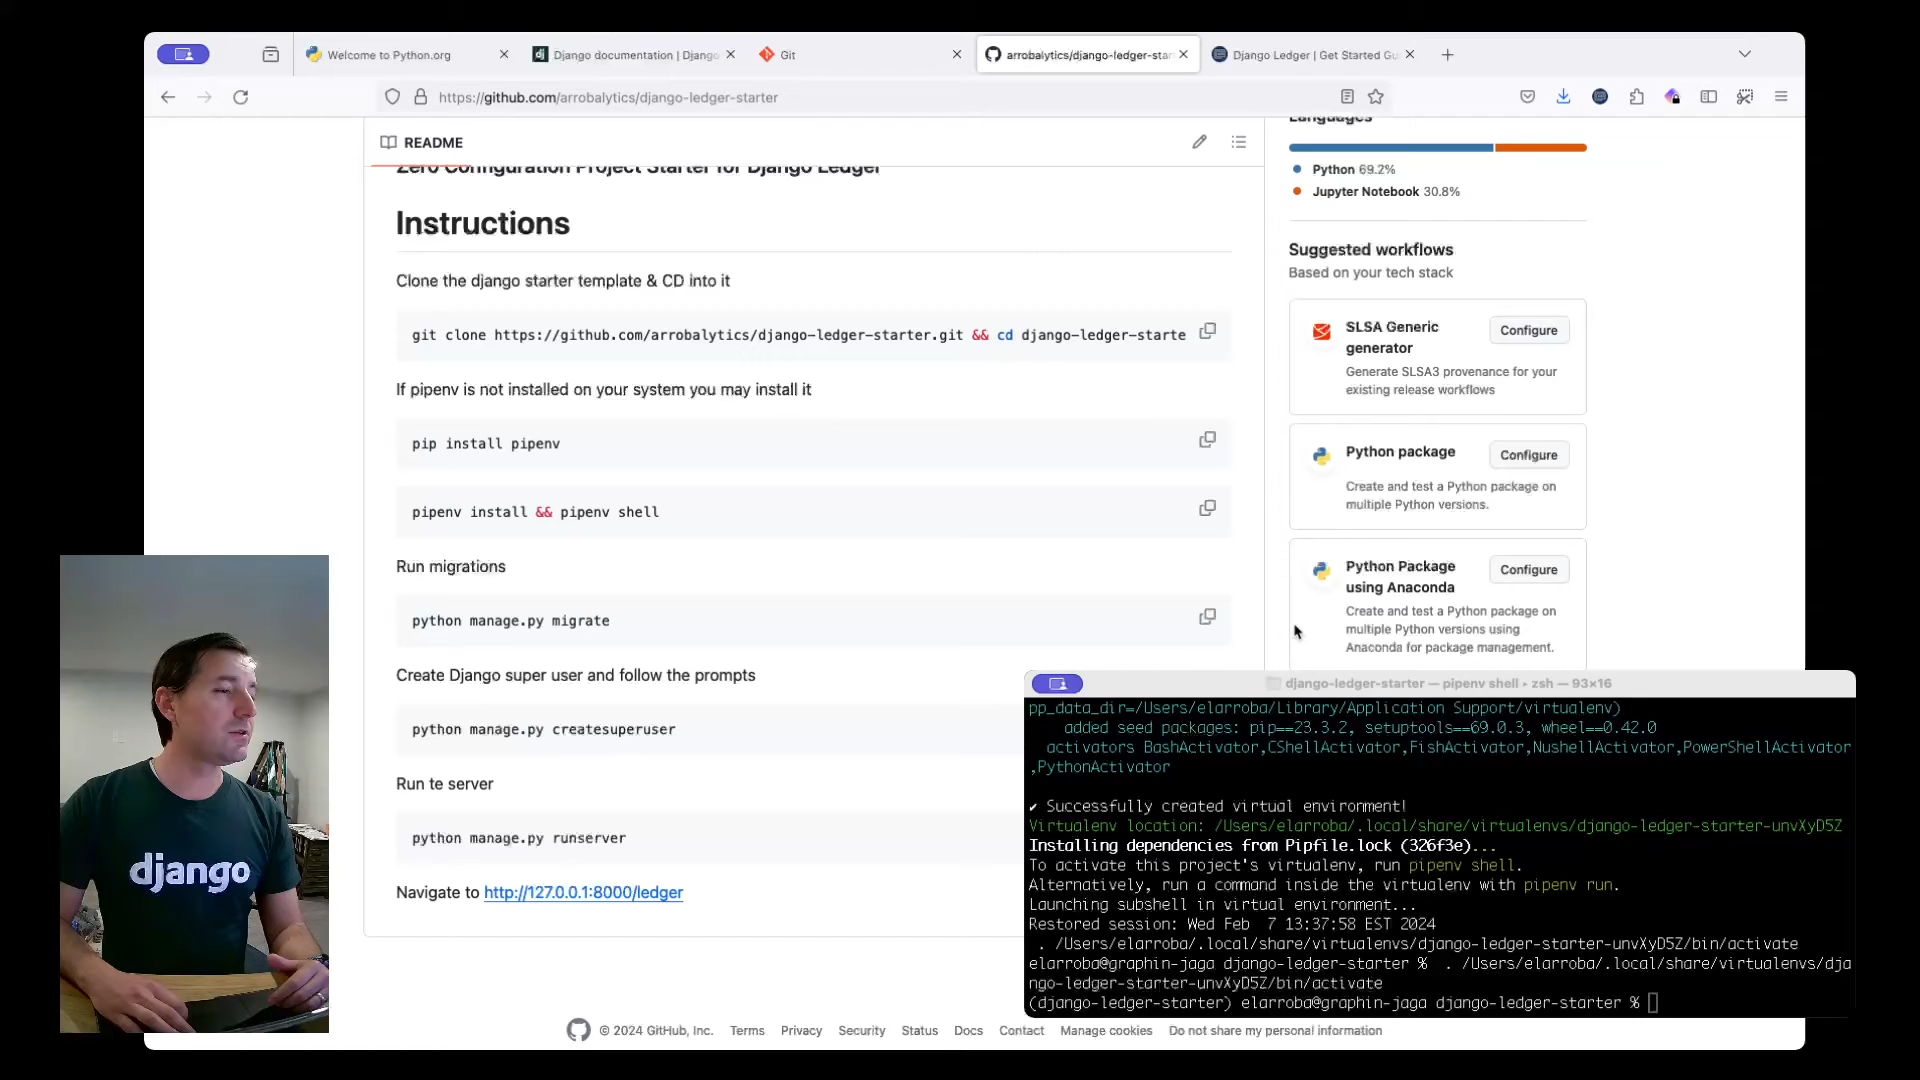 Welcome to Python.org
Django documentation | Django
Git
arrobalytics/django-ledger-star
Django Ledger | Get Started Gu
https://github.com/arrobalytics/django-ledger-starter
README
Zero Configuration Project Starter for Django Ledger
Instructions
Clone the django starter template & CD into it
git clone https://github.com/arrobalytics/django-ledger-starter.git && cd django-ledger-starte
If pipenv is not installed on your system you may install it
pip install pipenv
pipenv install && pipenv shell
Run migrations
python manage.py migrate
Create Django super user and follow the prompts
python manage.py createsuperuser
Run te server
python manage.py runserver
Navigate to http://127.0.0.1:8000/ledger
Languages
Python 69.2%
Jupyter Notebook 30.8%
Suggested workflows
Based on your tech stack
SLSA Generic
generator
Configure
Generate SLSA3 provenance for your
existing release workflows
Python package
Configure
Create and test a Python package on
multiple Python versions.
Python Package
using Anaconda
Configure
Create and test a Python package on
multiple Python versions using
Anaconda for package management.
django-ledger-starter — pipenv shell ▸ zsh — 93×16
pp_data_dir=/Users/elarroba/Library/Application Support/virtualenv)
added seed packages: pip==23.3.2, setuptools==69.0.3, wheel==0.42.0
activators BashActivator,CShellActivator,FishActivator,NushellActivator,PowerShellActivator
,PythonActivator
✔ Successfully created virtual environment!
Virtualenv location: /Users/elarroba/.local/share/virtualenvs/django-ledger-starter-unvXyD5Z
Installing dependencies from Pipfile.lock (326f3e)...
To activate this project's virtualenv, run pipenv shell.
Alternatively, run a command inside the virtualenv with pipenv run.
Launching subshell in virtual environment...
Restored session: Wed Feb  7 13:37:58 EST 2024
. /Users/elarroba/.local/share/virtualenvs/django-ledger-starter-unvXyD5Z/bin/activate
elarroba@graphin-jaga django-ledger-starter %  . /Users/elarroba/.local/share/virtualenvs/dja
ngo-ledger-starter-unvXyD5Z/bin/activate
(django-ledger-starter) elarroba@graphin-jaga django-ledger-starter %
django
© 2024 GitHub, Inc. Terms Privacy Security Status Docs Contact Manage cookies Do not share my personal information